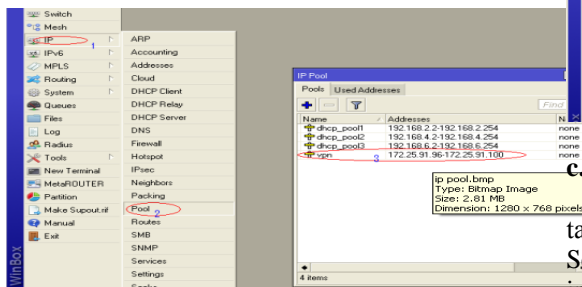 Switch
Mesh
IP
1
IPv6
MPLS
Routing
System
Queues
Files
Log
Radius
Tools
New Terminal
MetaROUTER
Partition
Make Supout.rif
Manual
Exit
WinBox
ARP
Accounting
Addresses
Cloud
DHCP Client
DHCP Relay
DHCP Server
DNS
Firewall
Hotspot
IPsec
Neighbors
Packing
Pool
2
Routes
SMB
SNMP
Services
Settings
IP Pool
Pools Used Addresses
Find
Name Addresses N
dhcp_pool1 192.168.2.2-192.168.2.254 none
dhcp_pool2 192.168.4.2-192.168.4.254 none
dhcp_pool3 192.168.6.2-192.168.6.254 none
vpn 3 172.25.91.96-172.25.91.100 none
4 items
ip pool.bmp
Type: Bitmap Image
Size: 2.81 MB
Dimension: 1280 x 768 pixels
c.
ta